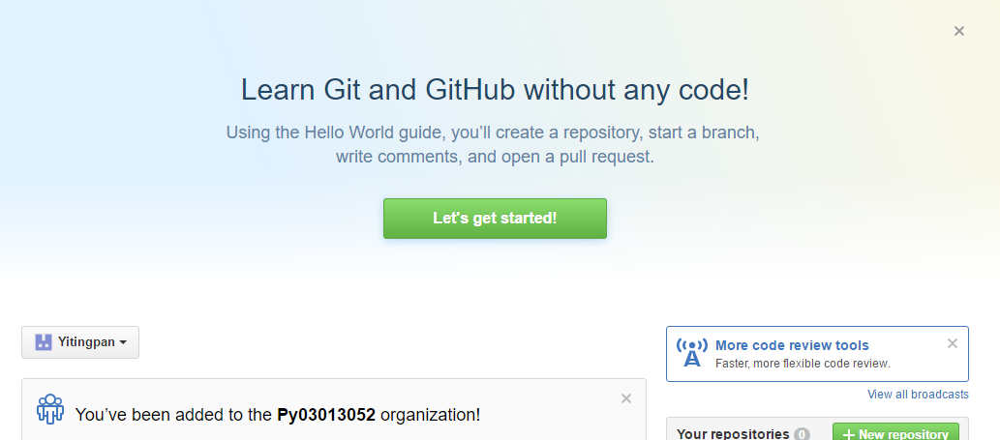 Learn Git and GitHub without any code!
Using the Hello World guide, you’ll create a repository, start a branch,
write comments, and open a pull request.
Let's get started!
Yitingpan
You’ve been added to the Py03013052 organization!
More code review tools
Faster, more flexible code review.
View all broadcasts
Your repositories 0
New repository